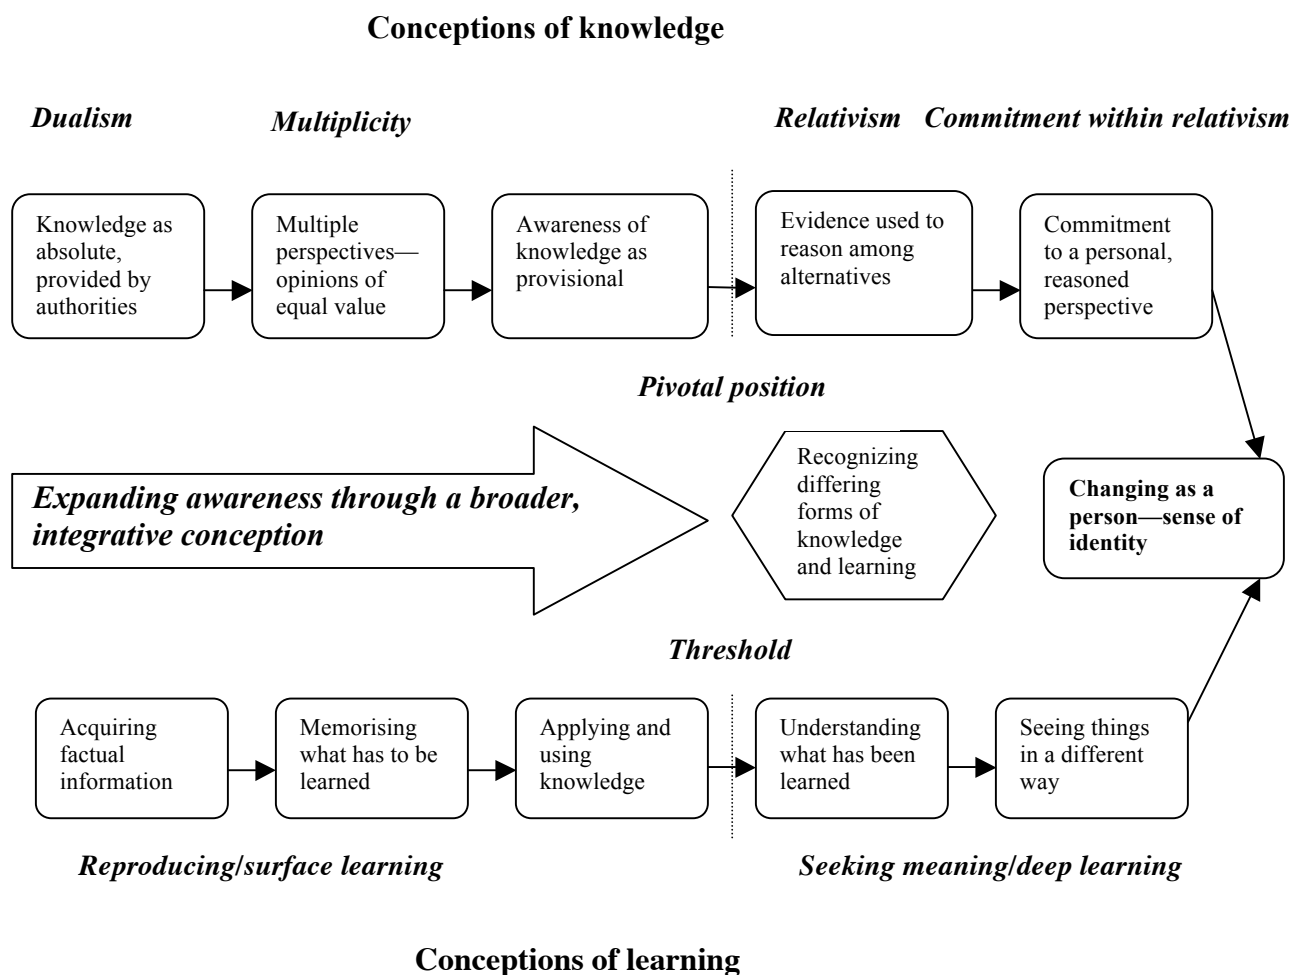 Conceptions of knowledge
Dualism
Multiplicity
Relativism
Commitment within relativism
Knowledge as
absolute,
provided by
authorities
Multiple
perspectives—
opinions of
equal value
Awareness of
knowledge as
provisional
Evidence used to
reason among
alternatives
Commitment
to a personal,
reasoned
perspective
Pivotal position
Expanding awareness through a broader,
integrative conception
Recognizing
differing
forms of
knowledge
and learning
Changing as a
person—sense of
identity
Threshold
Acquiring
factual
information
Memorising
what has to be
learned
Applying and
using
knowledge
Understanding
what has been
learned
Seeing things
in a different
way
Reproducing/surface learning
Seeking meaning/deep learning
Conceptions of learning